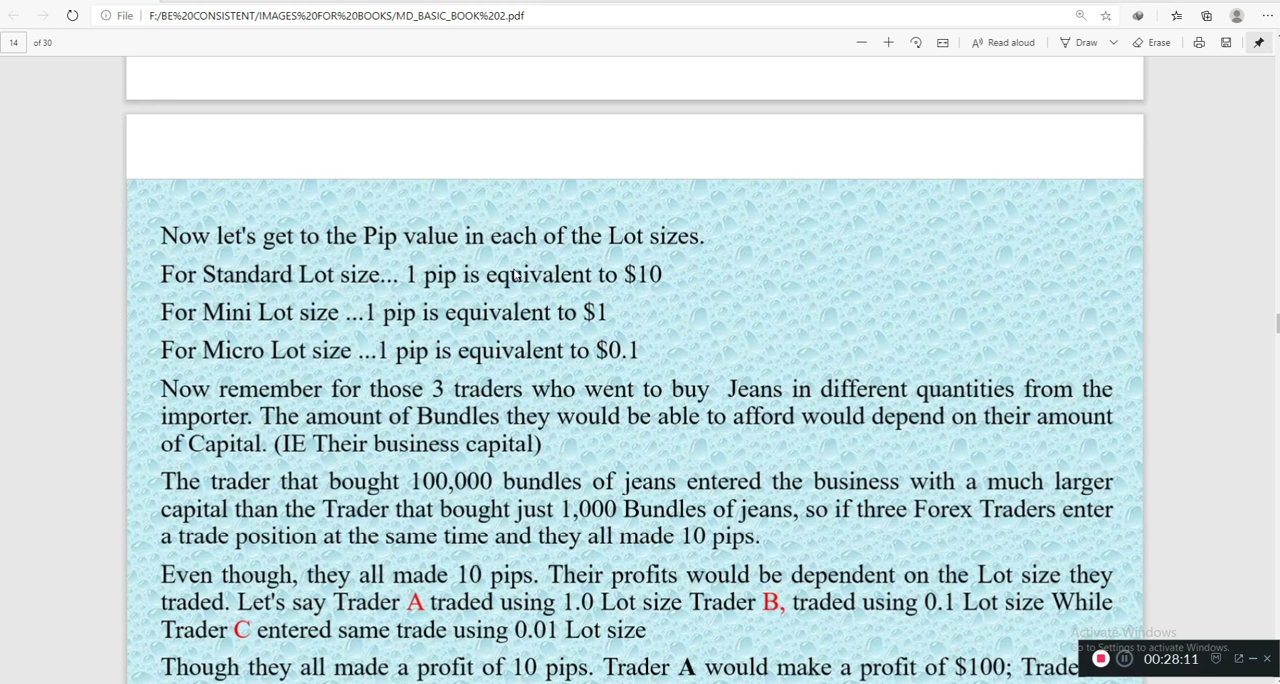 File
F:/BE%20CONSISTENT/IMAGES%20FOR%20BOOKS/MD_BASIC_BOOK%202.pdf
14 of 30
Read aloud
Draw
Erase
Now let's get to the Pip value in each of the Lot sizes.
For Standard Lot size... 1 pip is equivalent to $10
For Mini Lot size ...1 pip is equivalent to $1
For Micro Lot size ...1 pip is equivalent to $0.1
Now remember for those 3 traders who went to buy Jeans in different quantities from the
importer. The amount of Bundles they would be able to afford would depend on their amount
of Capital. (IE Their business capital)
The trader that bought 100,000 bundles of jeans entered the business with a much larger
capital than the Trader that bought just 1,000 Bundles of jeans, so if three Forex Traders enter
a trade position at the same time and they all made 10 pips.
Even though, they all made 10 pips. Their profits would be dependent on the Lot size they
traded. Let's say Trader A traded using 1.0 Lot size Trader B, traded using 0.1 Lot size While
Trader C entered same trade using 0.01 Lot size
Though they all made a profit of 10 pips. Trader A would make a profit of $100; Trade
Activate Windows
to Settings to activate Windows.
00:28:11